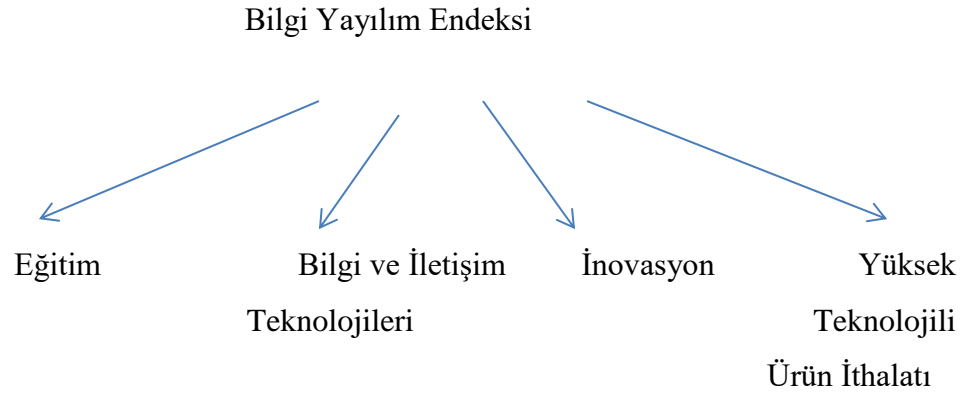 Bilgi Yayılım Endeksi
Eğitim Bilgi ve İletişim İnovasyon Yüksek
Teknolojileri Teknolojili
Ürün İthalatı